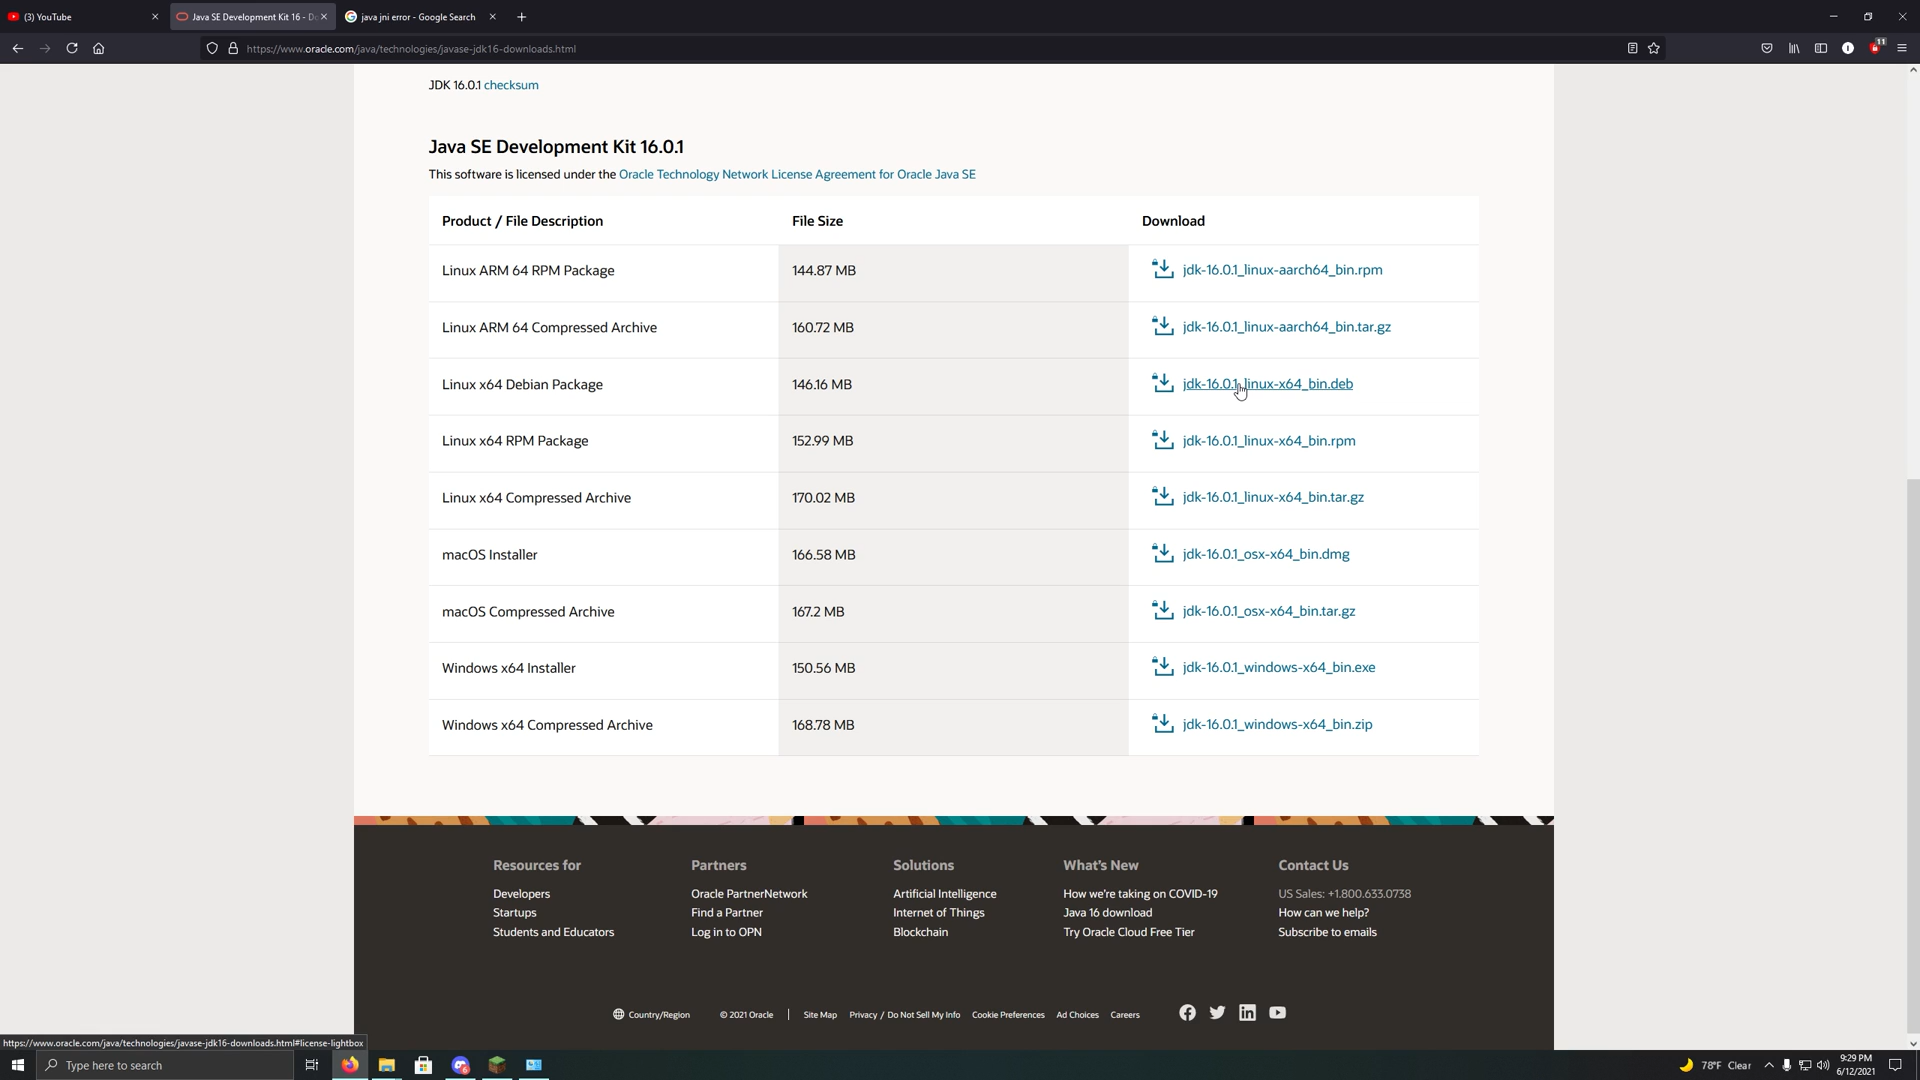 (3) YouTube
Java SE Development Kit 16 - Do
java jni error - Google Search
https://www.oracle.com/java/technologies/javase-jdk16-downloads.html
11
JDK 16.0.1 checksum
Java SE Development Kit 16.0.1
This software is licensed under the Oracle Technology Network License Agreement for Oracle Java SE
Product / File Description File Size Download
Linux ARM 64 RPM Package 144.87 MB jdk-16.0.1_linux-aarch64_bin.rpm
Linux ARM 64 Compressed Archive 160.72 MB jdk-16.0.1_linux-aarch64_bin.tar.gz
Linux x64 Debian Package 146.16 MB jdk-16.0.1_linux-x64_bin.deb
Linux x64 RPM Package 152.99 MB jdk-16.0.1_linux-x64_bin.rpm
Linux x64 Compressed Archive 170.02 MB jdk-16.0.1_linux-x64_bin.tar.gz
macOS Installer 166.58 MB jdk-16.0.1_osx-x64_bin.dmg
macOS Compressed Archive 167.2 MB jdk-16.0.1_osx-x64_bin.tar.gz
Windows x64 Installer 150.56 MB jdk-16.0.1_windows-x64_bin.exe
Windows x64 Compressed Archive 168.78 MB jdk-16.0.1_windows-x64_bin.zip
Resources for Partners Solutions What's New Contact Us
Developers Oracle PartnerNetwork Artificial Intelligence How we're taking on COVID-19 US Sales: +1.800.633.0738
Startups Find a Partner Internet of Things Java 16 download How can we help?
Students and Educators Log in to OPN Blockchain Try Oracle Cloud Free Tier Subscribe to emails
Country/Region © 2021 Oracle | Site Map Privacy / Do Not Sell My Info Cookie Preferences Ad Choices Careers
https://www.oracle.com/java/technologies/javase-jdk16-downloads.html#license-lightbox
Type here to search
78°F Clear
9:29 PM
6/12/2021